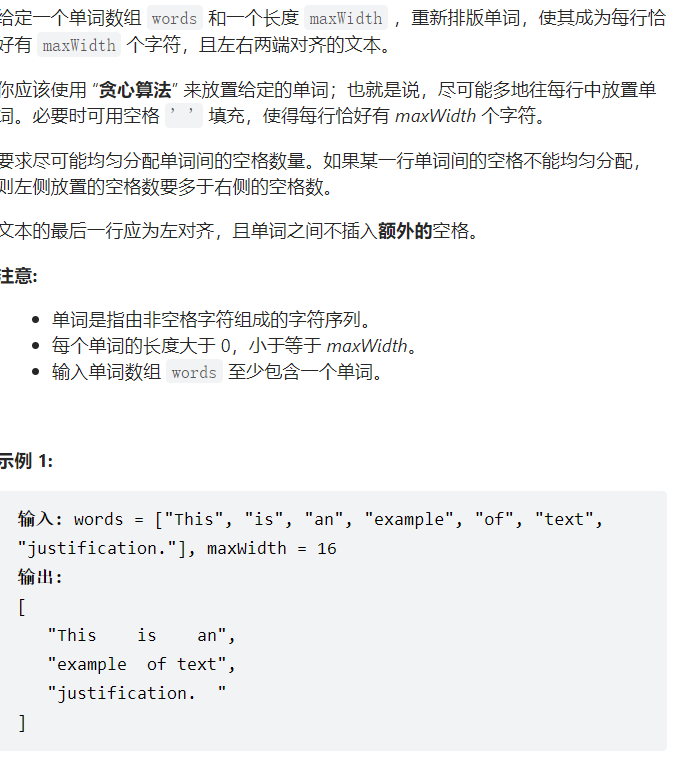 给定一个单词数组 words 和一个长度 maxWidth ，重新排版单词，使其成为每行恰
好有 maxWidth 个字符，且左右两端对齐的文本。
你应该使用 “贪心算法” 来放置给定的单词；也就是说，尽可能多地往每行中放置单
词。必要时可用空格 ' ' 填充，使得每行恰好有 maxWidth 个字符。
要求尽可能均匀分配单词间的空格数量。如果某一行单词间的空格不能均匀分配，
则左侧放置的空格数要多于右侧的空格数。
文本的最后一行应为左对齐，且单词之间不插入额外的空格。
注意:
• 单词是指由非空格字符组成的字符序列。
• 每个单词的长度大于 0，小于等于 maxWidth。
• 输入单词数组 words 至少包含一个单词。
示例 1:
输入: words = ["This", "is", "an", "example", "of", "text",
"justification."], maxWidth = 16
输出:
[
   "This    is    an",
   "example  of text",
   "justification.  "
]